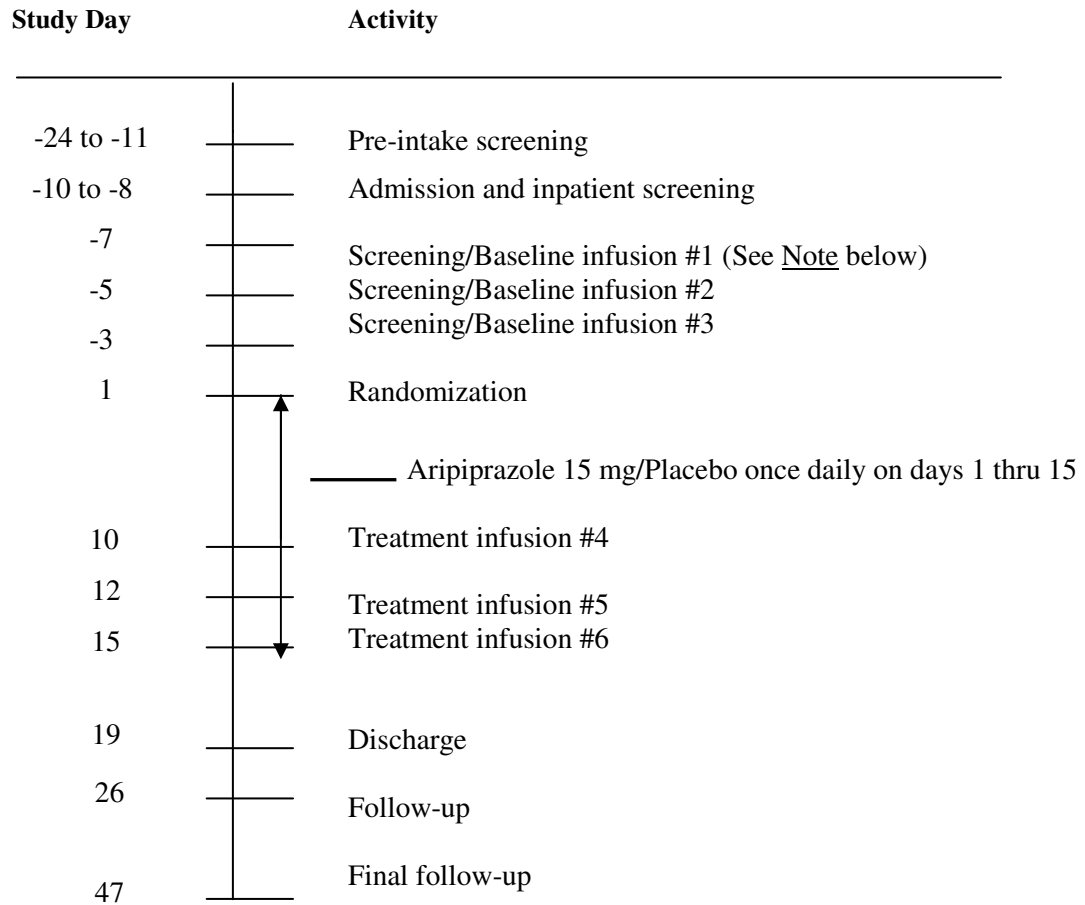 Study Day Activity
-24 to -11 Pre-intake screening
-10 to -8 Admission and inpatient screening
-7 Screening/Baseline infusion #1 (See Note below)
-5 Screening/Baseline infusion #2
-3 Screening/Baseline infusion #3
1 Randomization
Aripiprazole 15 mg/Placebo once daily on days 1 thru 15
10 Treatment infusion #4
12 Treatment infusion #5
15 Treatment infusion #6
19 Discharge
26 Follow-up
47 Final follow-up